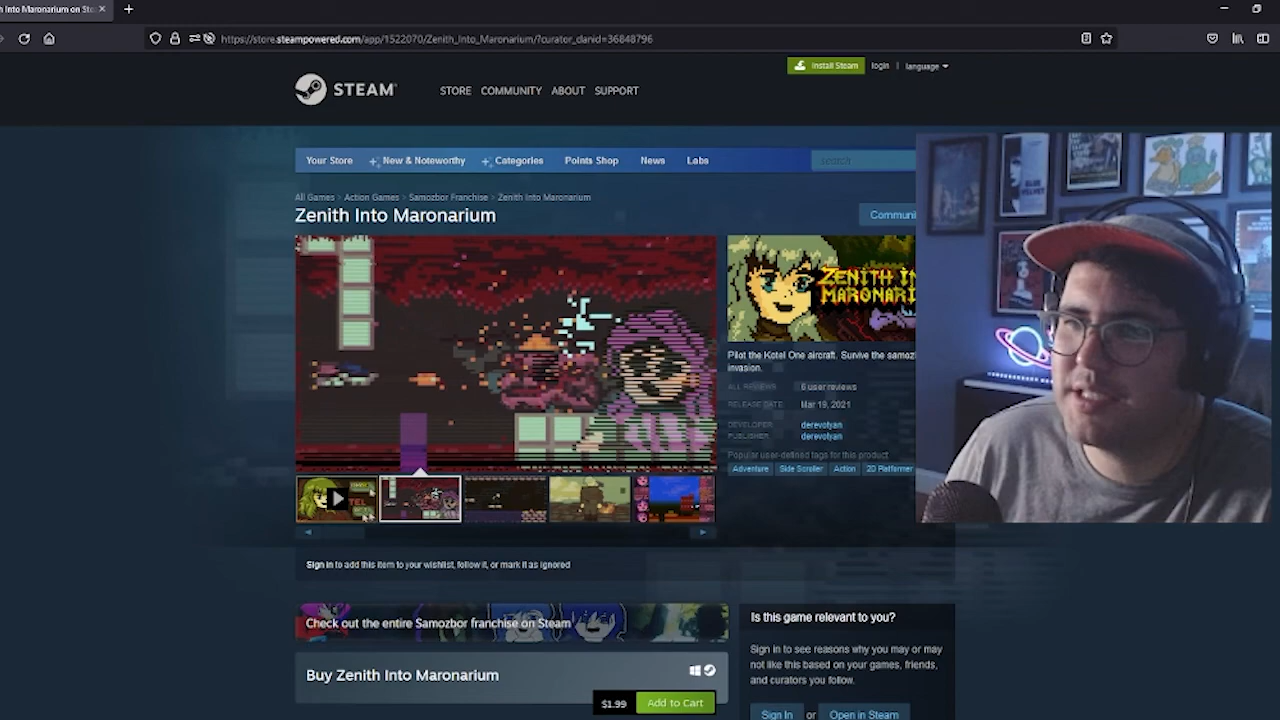 h Into Maronarium on Ste
https://store.steampowered.com/app/1522070/Zenith_Into_Maronarium/?curator_clanid=36848796
Install Steam login | language
STEAM
STORE COMMUNITY ABOUT SUPPORT
Your Store New & Noteworthy Categories Points Shop News Labs search
All Games > Action Games > Samozbor Franchise > Zenith Into Maronarium
Zenith Into Maronarium
Communi
ZENITH IN
MARONARI
Pilot the Kotel One aircraft. Survive the samoz
invasion.
ALL REVIEWS: 6 user reviews
RELEASE DATE: Mar 19, 2021
DEVELOPER: derevotyan
PUBLISHER: derevotyan
Popular user-defined tags for this product
Adventure Side Scroller Action 2D Platformer
BLUE VELVET
Sign in to add this item to your wishlist, follow it, or mark it as ignored
Check out the entire Samozbor franchise on Steam
Is this game relevant to you?
Sign in to see reasons why you may or may
not like this based on your games, friends,
and curators you follow.
Sign In or Open in Steam
Buy Zenith Into Maronarium
$1.99 Add to Cart